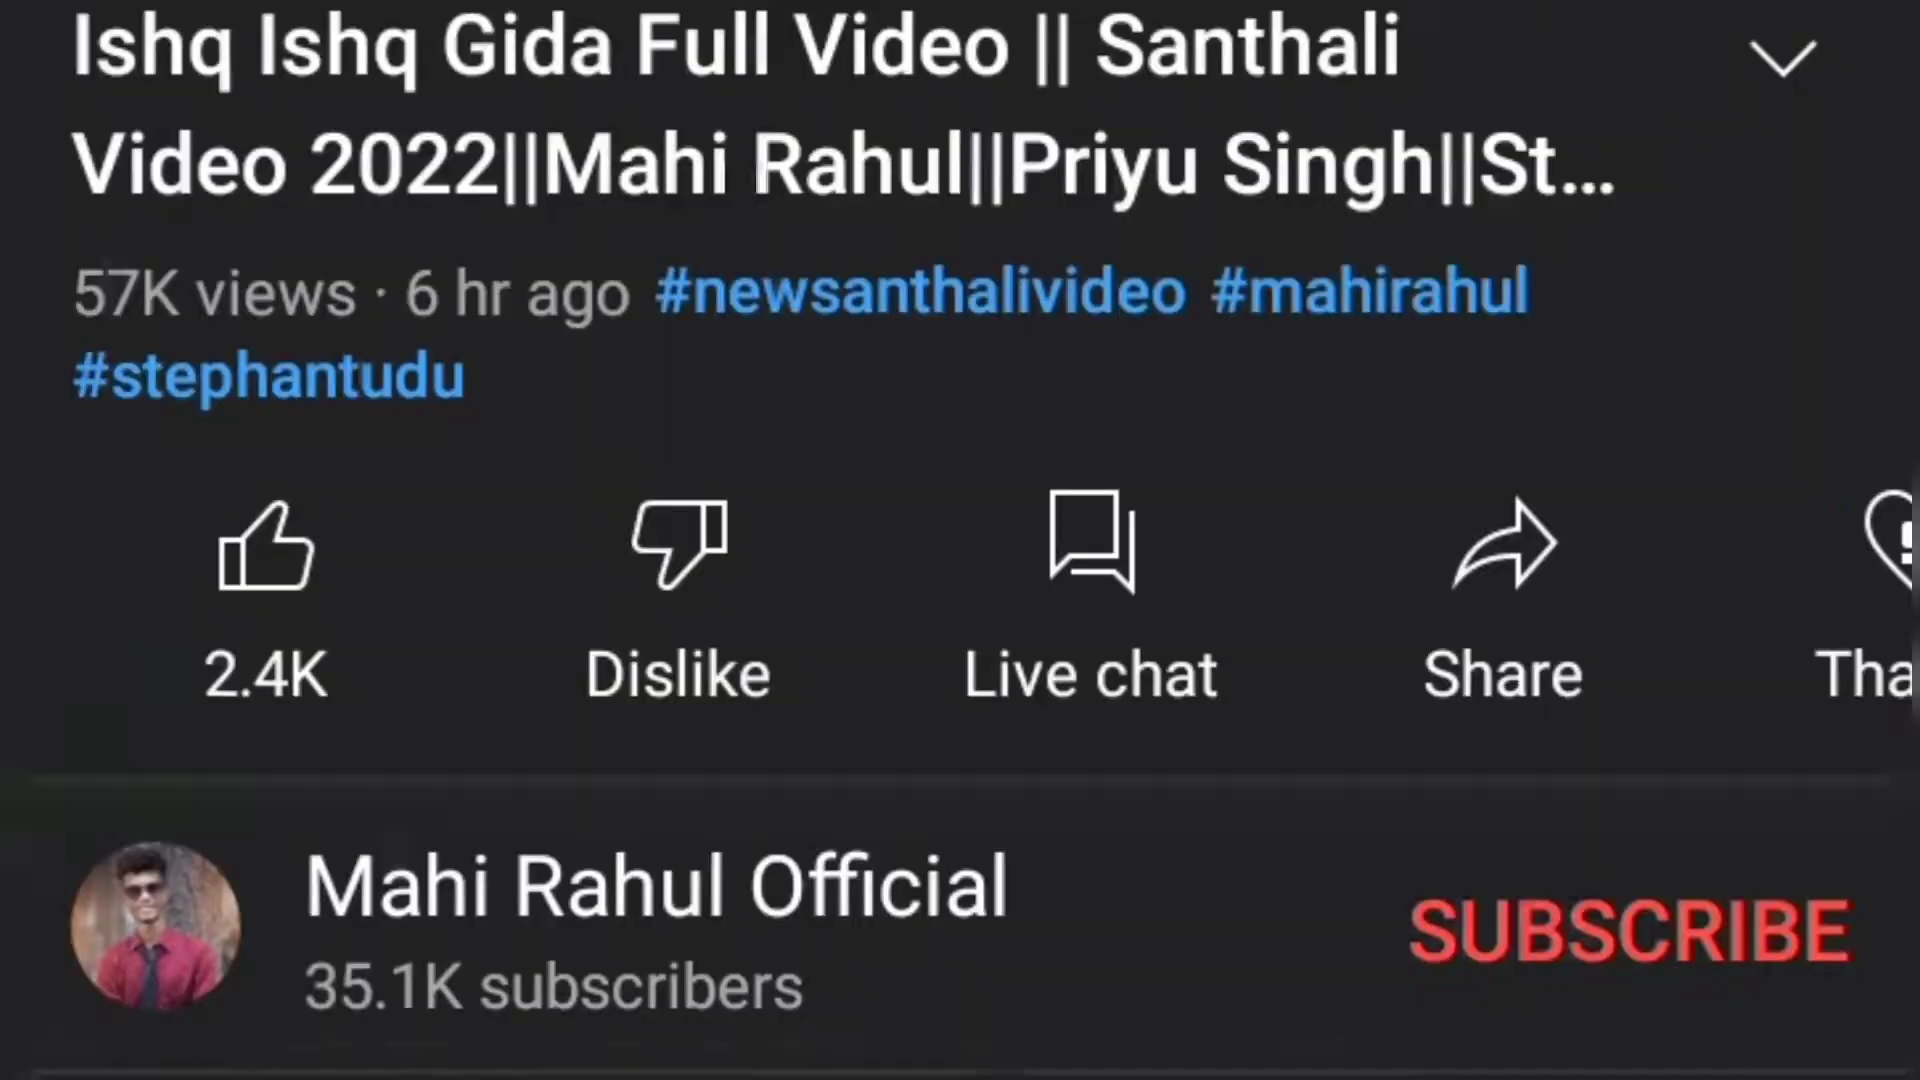 Ishq Ishq Gida Full Video || Santhali
Video 2022||Mahi Rahul||Priyu Singh||St...
57K views · 6 hr ago #newsanthalivideo #mahirahul
#stephantudu
2.4K Dislike Live chat Share Tha
Mahi Rahul Official
SUBSCRIBE
35.1K subscribers